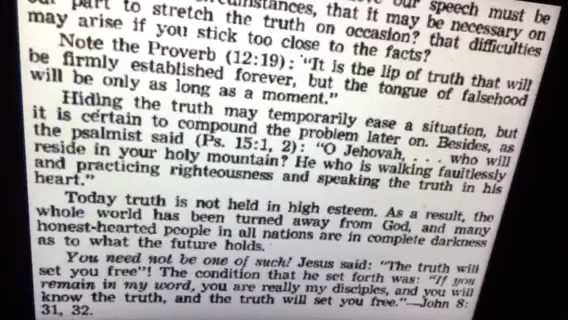 our speech must be
our part to stretch the truth on occasion? that difficulties
may arise if you stick too close to the facts?
Note the Proverb (12:19): "It is the lip of truth that will
be firmly established forever, but the tongue of falsehood
will be only as long as a moment."
Hiding the truth may temporarily ease a situation, but
it is certain to compound the problem later on. Besides, as
the psalmist said (Ps. 15:1, 2): "O Jehovah, . . . who will
reside in your holy mountain? He who is walking faultlessly
and practicing righteousness and speaking the truth in his
heart."
Today truth is not held in high esteem. As a result, the
whole world has been turned away from God, and many
honest-hearted people in all nations are in complete darkness
as to what the future holds.
You need not be one of such! Jesus said: "The truth will
set you free"! The condition that he set forth was: "If you
remain in my word, you are really my disciples, and you will
know the truth, and the truth will set you free."—John 8:
31, 32.